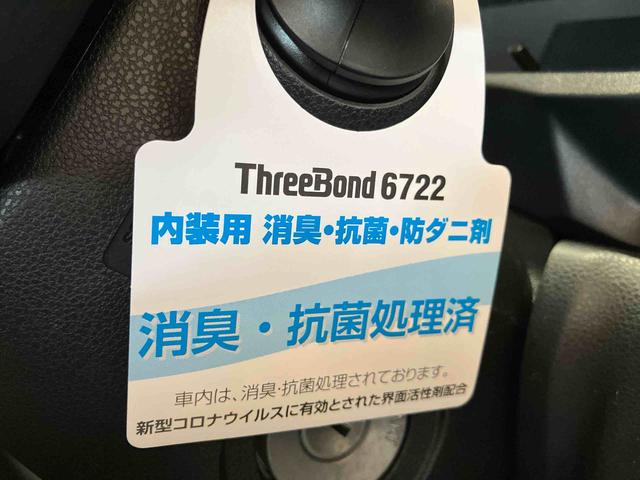 ThreeBond 6722
内装用 消臭・抗菌・防ダニ剤
消臭・抗菌処理済
車内は、消臭・抗菌処理されております。
新型コロナウイルスに有効とされた界面活性剤配合